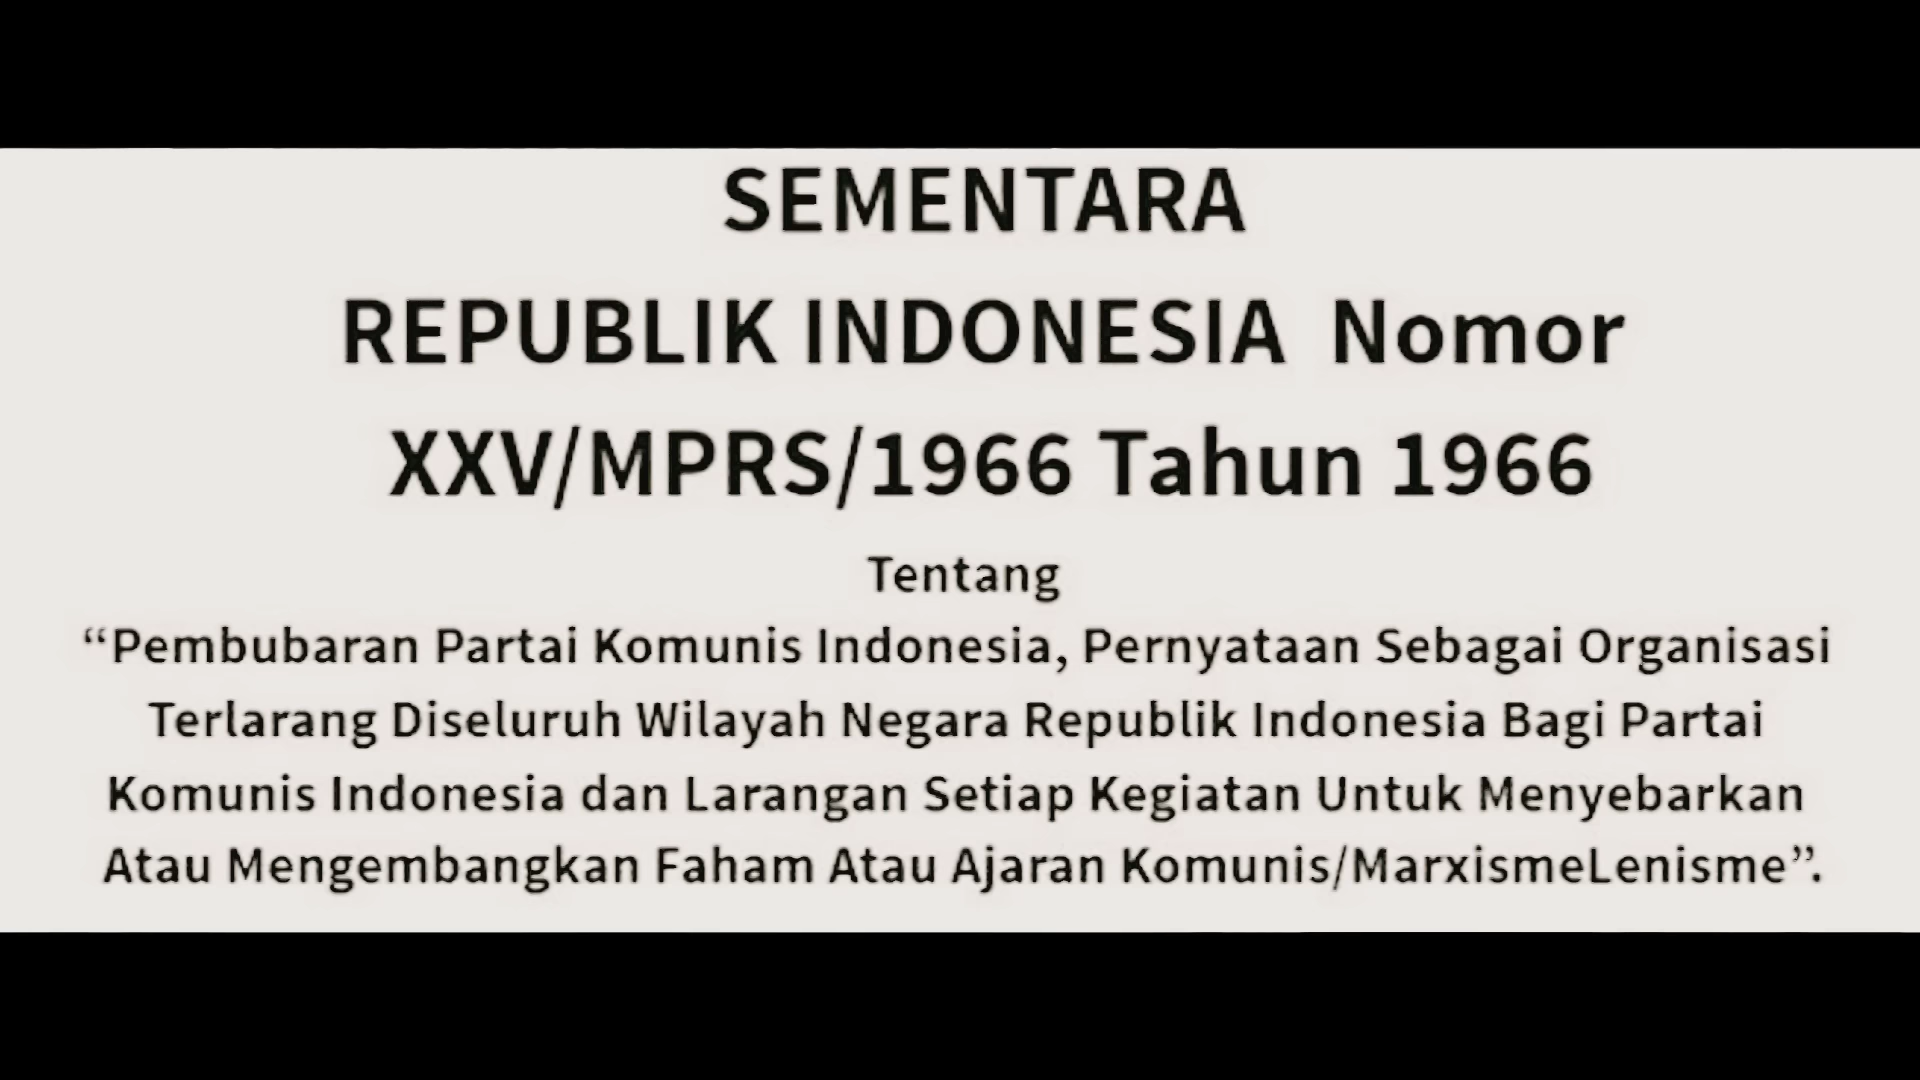 SEMENTARA
REPUBLIK INDONESIA Nomor
XXV/MPRS/1966 Tahun 1966
Tentang
“Pembubaran Partai Komunis Indonesia, Pernyataan Sebagai Organisasi
Terlarang Diseluruh Wilayah Negara Republik Indonesia Bagi Partai
Komunis Indonesia dan Larangan Setiap Kegiatan Untuk Menyebarkan
Atau Mengembangkan Faham Atau Ajaran Komunis/MarxismeLenisme”.